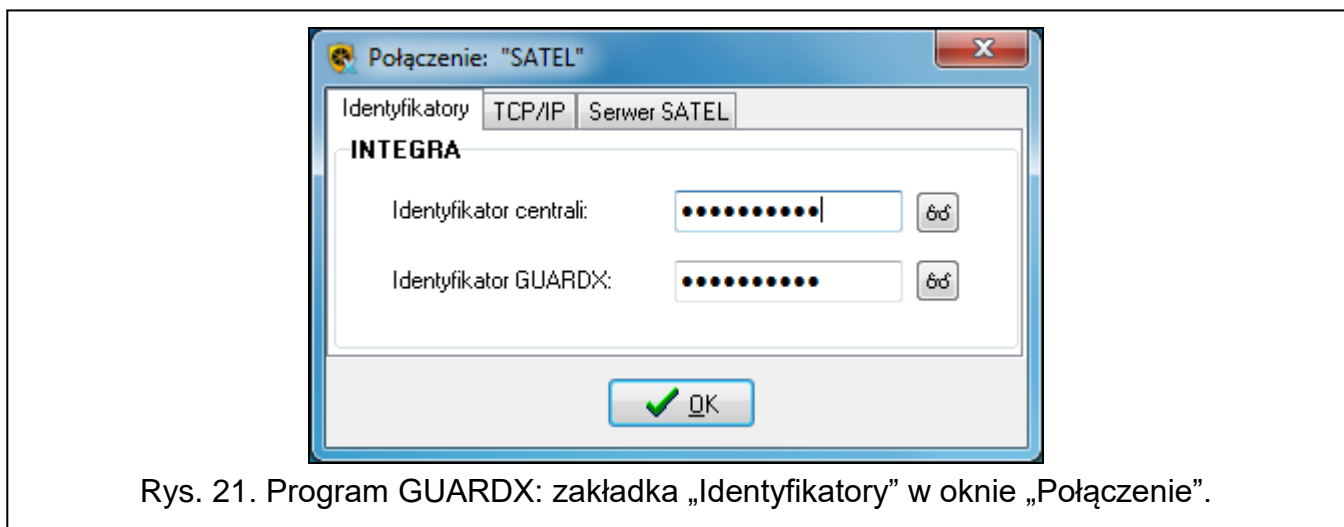 Połączenie: "SATEL"
Identyfikatory TCP/IP Serwer SATEL
INTEGRA
Identyfikator centrali: ●●●●●●●●●●
Identyfikator GUARDX: ●●●●●●●●●●
OK
Rys. 21. Program GUARDX: zakładka „Identyfikatory” w oknie „Połączenie”.